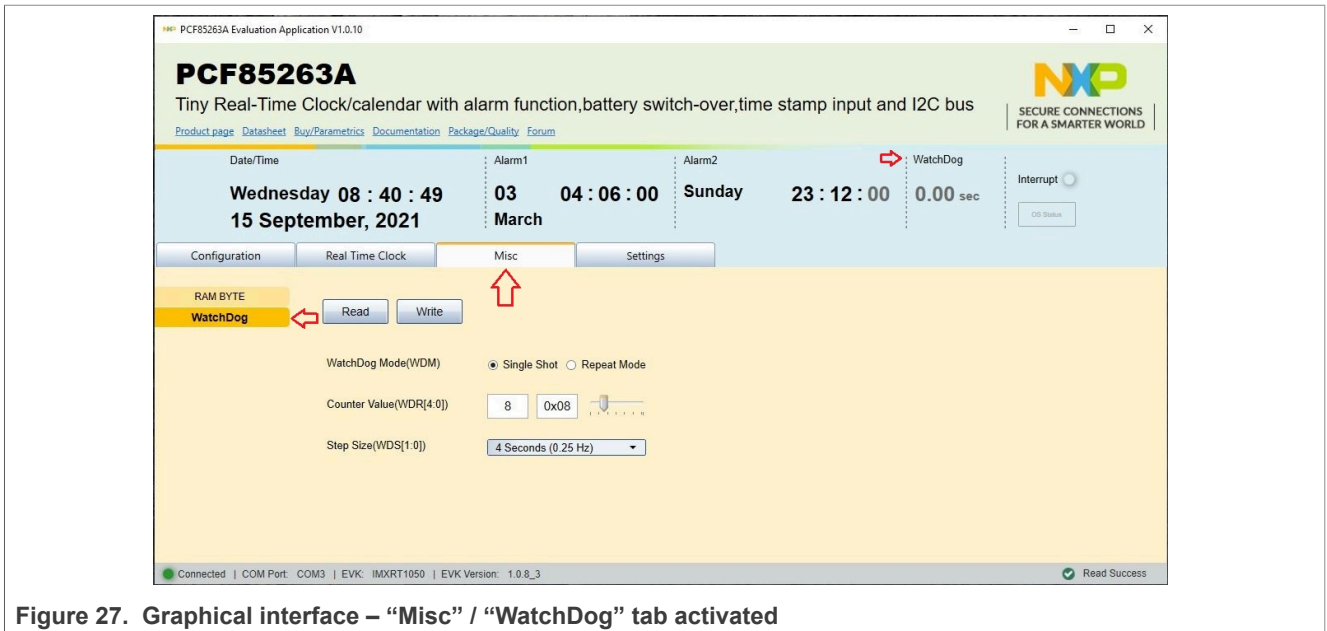 PCF85263A Evaluation Application V1.0.10
PCF85263A
Tiny Real-Time Clock/calendar with alarm function,battery switch-over,time stamp input and I2C bus
Product page Datasheet Buy/Parametrics Documentation Package/Quality Forum
NXP
SECURE CONNECTIONS
FOR A SMARTER WORLD
Date/Time
Wednesday 08 : 40 : 49
15 September, 2021
Alarm1
03 04 : 06 : 00
March
Alarm2
Sunday 23 : 12 : 00
WatchDog
0.00 sec
Interrupt
OS Status
Configuration Real Time Clock Misc Settings
RAM BYTE
WatchDog
Read Write
WatchDog Mode(WDM) Single Shot Repeat Mode
Counter Value(WDR[4:0]) 8 0x08
Step Size(WDS[1:0]) 4 Seconds (0.25 Hz)
Connected | COM Port: COM3 | EVK: IMXRT1050 | EVK Version: 1.0.8_3 Read Success
Figure 27. Graphical interface – “Misc” / “WatchDog” tab activated